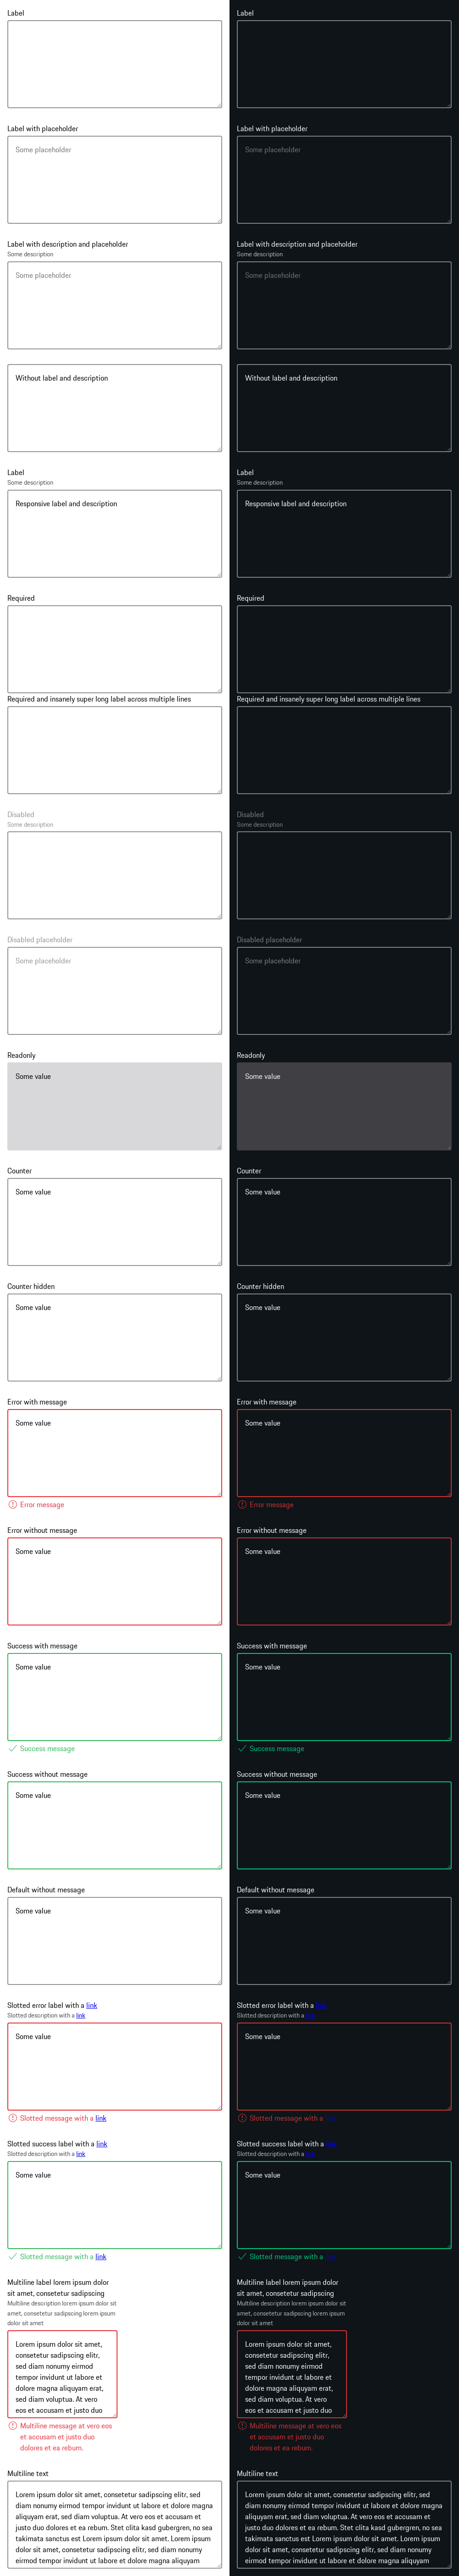 Label
Label with placeholder
Some placeholder
Label with description and placeholder
Some description
Some placeholder
Without label and description
Label
Some description
Responsive label and description
Required
Required and insanely super long label across multiple lines
Disabled
Some description
Disabled placeholder
Some placeholder
Readonly
Some value
Counter
Some value
Counter hidden
Some value
Error with message
Some value
Error message
Error without message
Some value
Success with message
Some value
Success message
Success without message
Some value
Default without message
Some value
Slotted error label with a link
Slotted description with a link
Some value
Slotted message with a link
Slotted success label with a link
Slotted description with a link
Some value
Slotted message with a link
Multiline label lorem ipsum dolor
sit amet, consetetur sadipscing
Multiline description lorem ipsum dolor sit
amet, consetetur sadipscing lorem ipsum
dolor sit amet
Lorem ipsum dolor sit amet,
consetetur sadipscing elitr,
sed diam nonumy eirmod
tempor invidunt ut labore et
dolore magna aliquyam erat,
sed diam voluptua. At vero
eos et accusam et justo duo
Multiline message at vero eos
et accusam et justo duo
dolores et ea rebum.
Multiline text
Lorem ipsum dolor sit amet, consetetur sadipscing elitr, sed
diam nonumy eirmod tempor invidunt ut labore et dolore magna
aliquyam erat, sed diam voluptua. At vero eos et accusam et
justo duo dolores et ea rebum. Stet clita kasd gubergren, no sea
takimata sanctus est Lorem ipsum dolor sit amet. Lorem ipsum
dolor sit amet, consetetur sadipscing elitr, sed diam nonumy
eirmod tempor invidunt ut labore et dolore magna aliquyam
Label
Label with placeholder
Some placeholder
Label with description and placeholder
Some description
Some placeholder
Without label and description
Label
Some description
Responsive label and description
Required
Required and insanely super long label across multiple lines
Disabled
Some description
Disabled placeholder
Some placeholder
Readonly
Some value
Counter
Some value
Counter hidden
Some value
Error with message
Some value
Error message
Error without message
Some value
Success with message
Some value
Success message
Success without message
Some value
Default without message
Some value
Slotted error label with a link
Slotted description with a link
Some value
Slotted message with a link
Slotted success label with a link
Slotted description with a link
Some value
Slotted message with a link
Multiline label lorem ipsum dolor
sit amet, consetetur sadipscing
Multiline description lorem ipsum dolor sit
amet, consetetur sadipscing lorem ipsum
dolor sit amet
Lorem ipsum dolor sit amet,
consetetur sadipscing elitr,
sed diam nonumy eirmod
tempor invidunt ut labore et
dolore magna aliquyam erat,
sed diam voluptua. At vero
eos et accusam et justo duo
Multiline message at vero eos
et accusam et justo duo
dolores et ea rebum.
Multiline text
Lorem ipsum dolor sit amet, consetetur sadipscing elitr, sed
diam nonumy eirmod tempor invidunt ut labore et dolore magna
aliquyam erat, sed diam voluptua. At vero eos et accusam et
justo duo dolores et ea rebum. Stet clita kasd gubergren, no sea
takimata sanctus est Lorem ipsum dolor sit amet. Lorem ipsum
dolor sit amet, consetetur sadipscing elitr, sed diam nonumy
eirmod tempor invidunt ut labore et dolore magna aliquyam